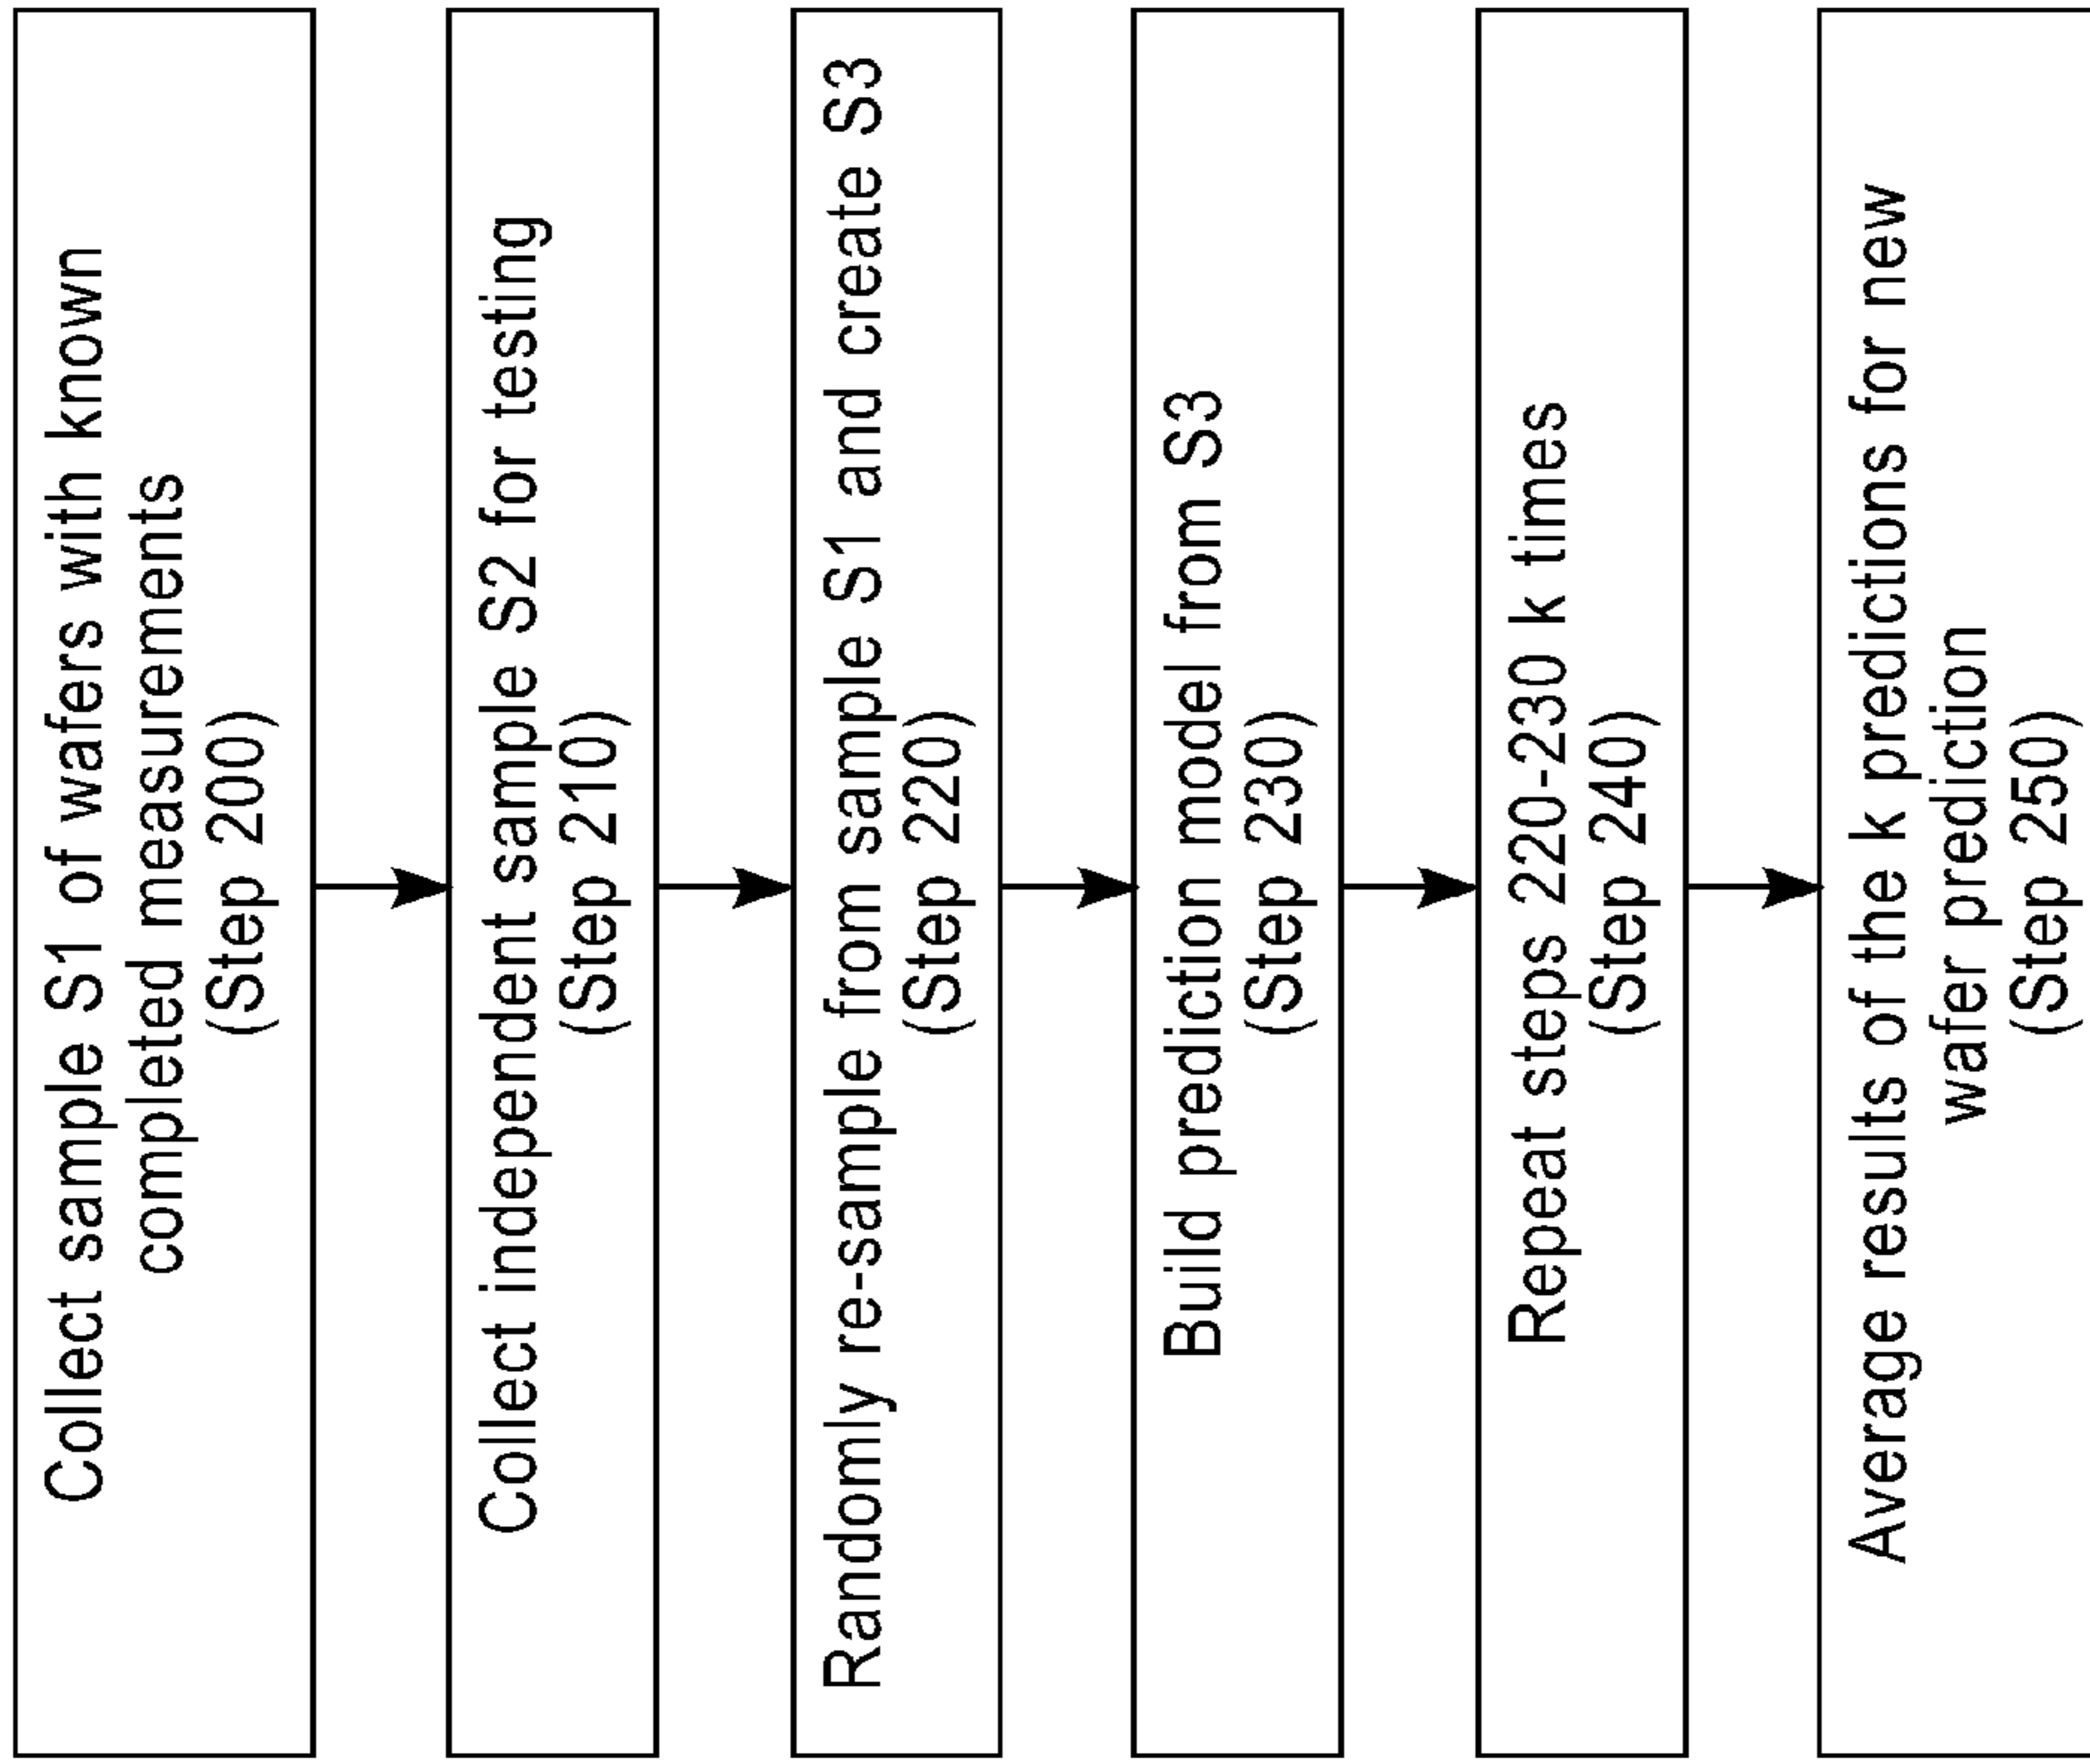 Collect sample S1 of wafers with known
completed measurements
(Step 200)
Collect independent sample S2 for testing
(Step 210)
Randomly re-sample from sample S1 and create S3
(Step 220)
Build prediction model from S3
(Step 230)
Repeat steps 220-230 k times
(Step 240)
Average results of the k predictions for new
wafer prediction
(Step 250)